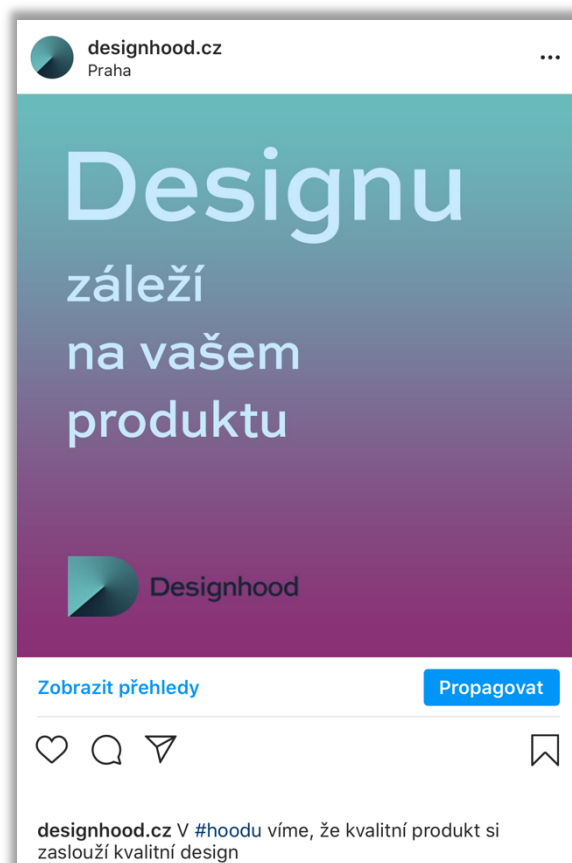 designhood.cz
Praha
Designu
záleží
na vašem
produktu
Designhood
Zobrazit přehledy
Propagovat
designhood.cz V #hoodu víme, že kvalitní produkt si
zaslouží kvalitní design